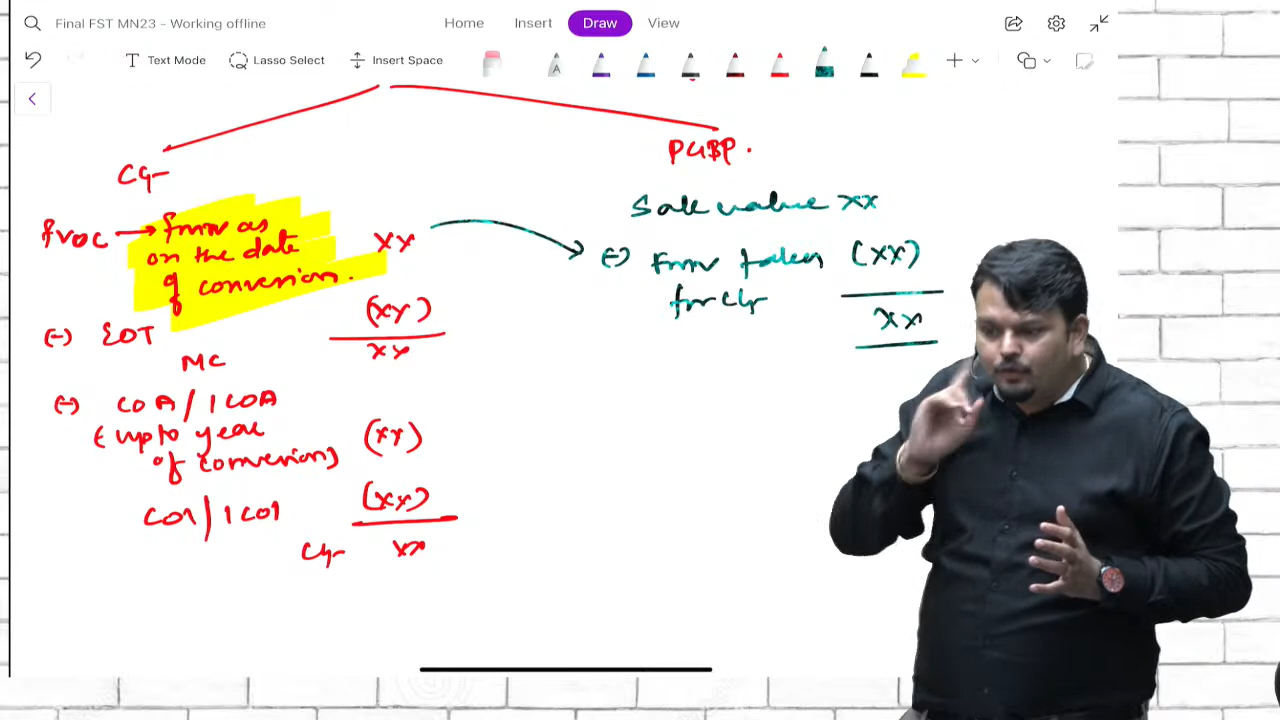 Final FST MN23 - Working offline
Home
Insert
Draw
View
Text Mode
Lasso Select
Insert Space
A
CG
PGBP.
FVOC → fmv as
on the date
of conversion.
XX
(-) EOT
(XX)
XX
MC
(-) COA/ICOA
(upto year
of conversion)
(XX)
COI/ICOI
(XX)
CG
XX
Sale value XX
(-) FMV taken (XX)
for CG
XX